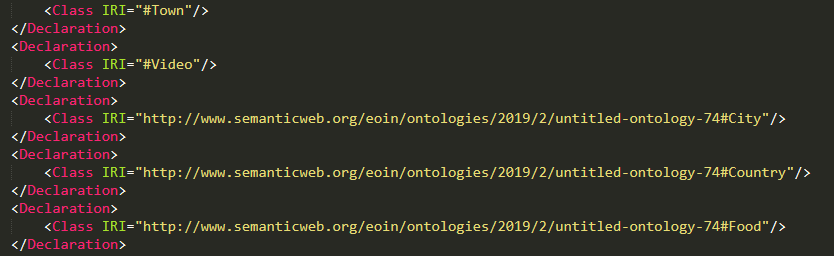 <Class IRI="#Town"/>
</Declaration>
<Declaration>
<Class IRI="#Video"/>
</Declaration>
<Declaration>
<Class IRI="http://www.semanticweb.org/eoin/ontologies/2019/2/untitled-ontology-74#City"/>
</Declaration>
<Declaration>
<Class IRI="http://www.semanticweb.org/eoin/ontologies/2019/2/untitled-ontology-74#Country"/>
</Declaration>
<Declaration>
<Class IRI="http://www.semanticweb.org/eoin/ontologies/2019/2/untitled-ontology-74#Food"/>
</Declaration>